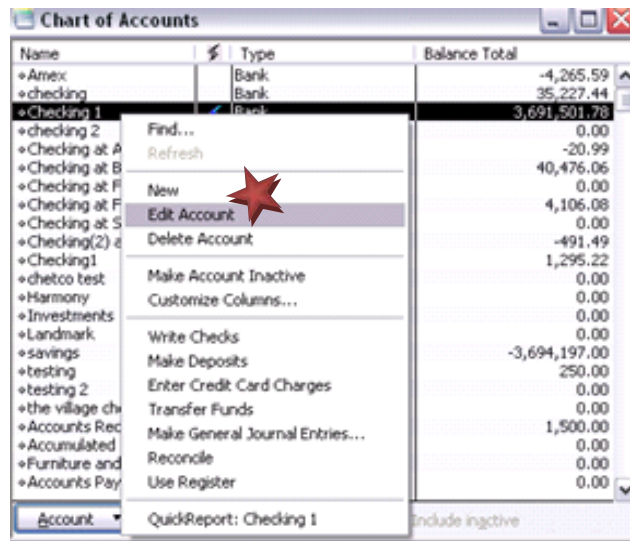 Chart of Accounts
Name Type Balance Total
Amex Bank -4,265.59
checking Bank 35,227.44
Checking 1 Bank 3,691,501.78
checking 2 0.00
Checking at A -20.99
Checking at B 40,476.06
Checking at F 0.00
Checking at F 4,106.08
Checking at S 0.00
Checking(2) a -491.49
Checking1 1,295.22
chetco test 0.00
Harmony 0.00
Investments 0.00
Landmark 0.00
savings -3,694,197.00
testing 250.00
testing 2 0.00
the village che 0.00
Accounts Rec 1,500.00
Accumulated 0.00
Furniture and 0.00
Accounts Pay 0.00
Find...
Refresh
New
Edit Account
Delete Account
Make Account Inactive
Customize Columns...
Write Checks
Make Deposits
Enter Credit Card Charges
Transfer Funds
Make General Journal Entries...
Reconcile
Use Register
QuickReport: Checking 1
Account Include inactive